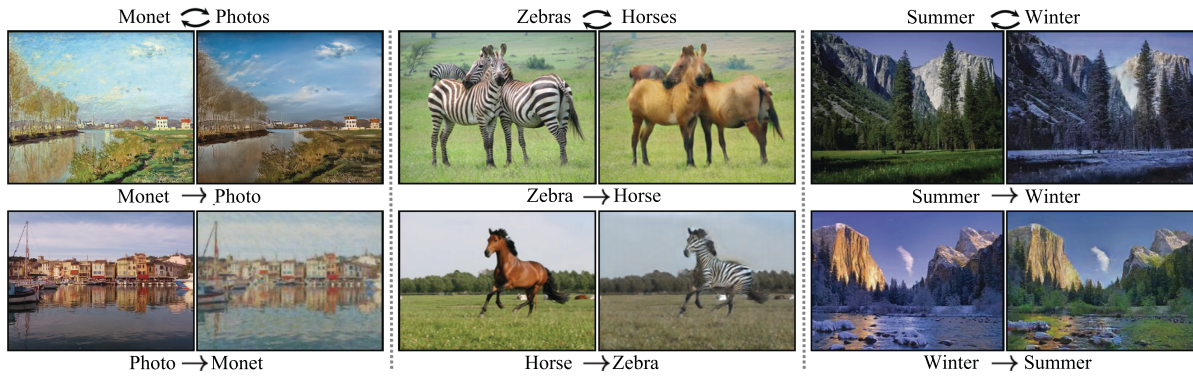 Monet ⇄ Photos
Zebras ⇄ Horses
Summer ⇄ Winter
Monet → Photo
Zebra → Horse
Summer → Winter
Photo → Monet
Horse → Zebra
Winter → Summer